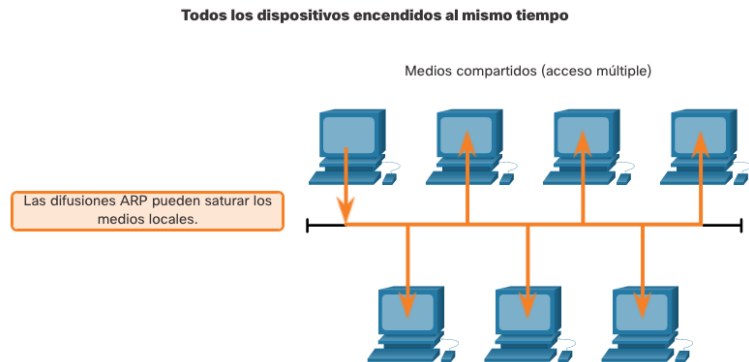 Todos los dispositivos encendidos al mismo tiempo
Medios compartidos (acceso múltiple)
Las difusiones ARP pueden saturar los
medios locales.